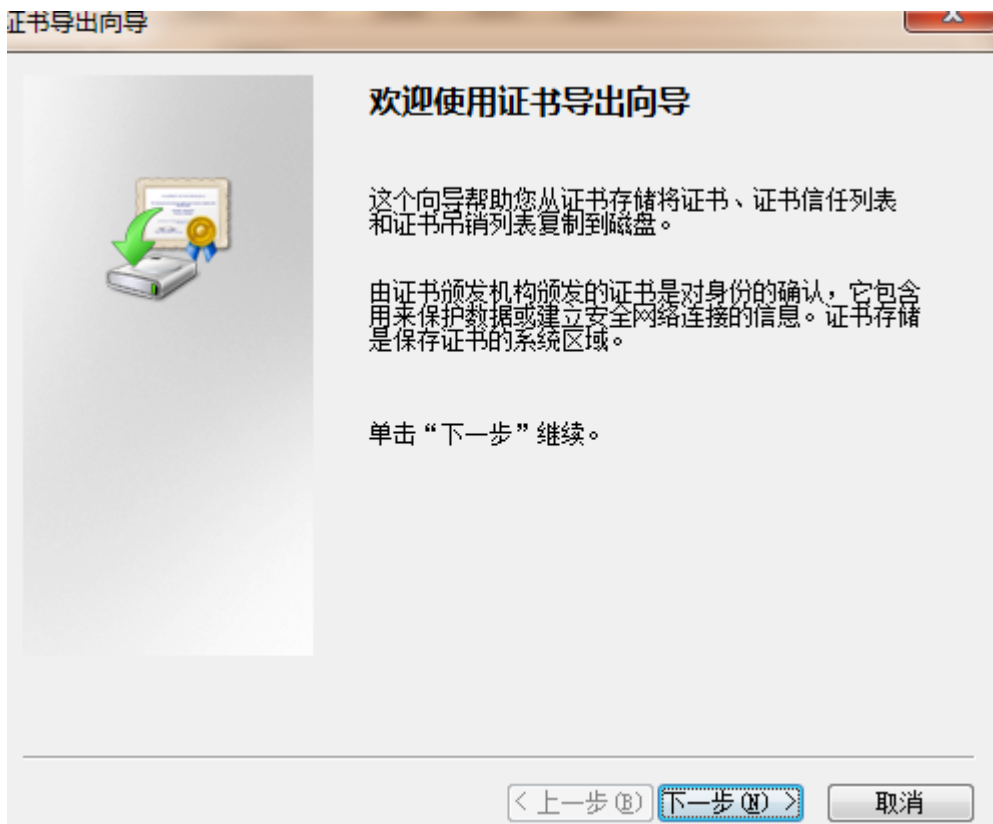 证书导出向导
欢迎使用证书导出向导
这个向导帮助您从证书存储将证书、证书信任列表
和证书吊销列表复制到磁盘。
由证书颁发机构颁发的证书是对身份的确认，它包含
用来保护数据或建立安全网络连接的信息。证书存储
是保存证书的系统区域。
单击“下一步”继续。
< 上一步(B) 下一步(N) > 取消